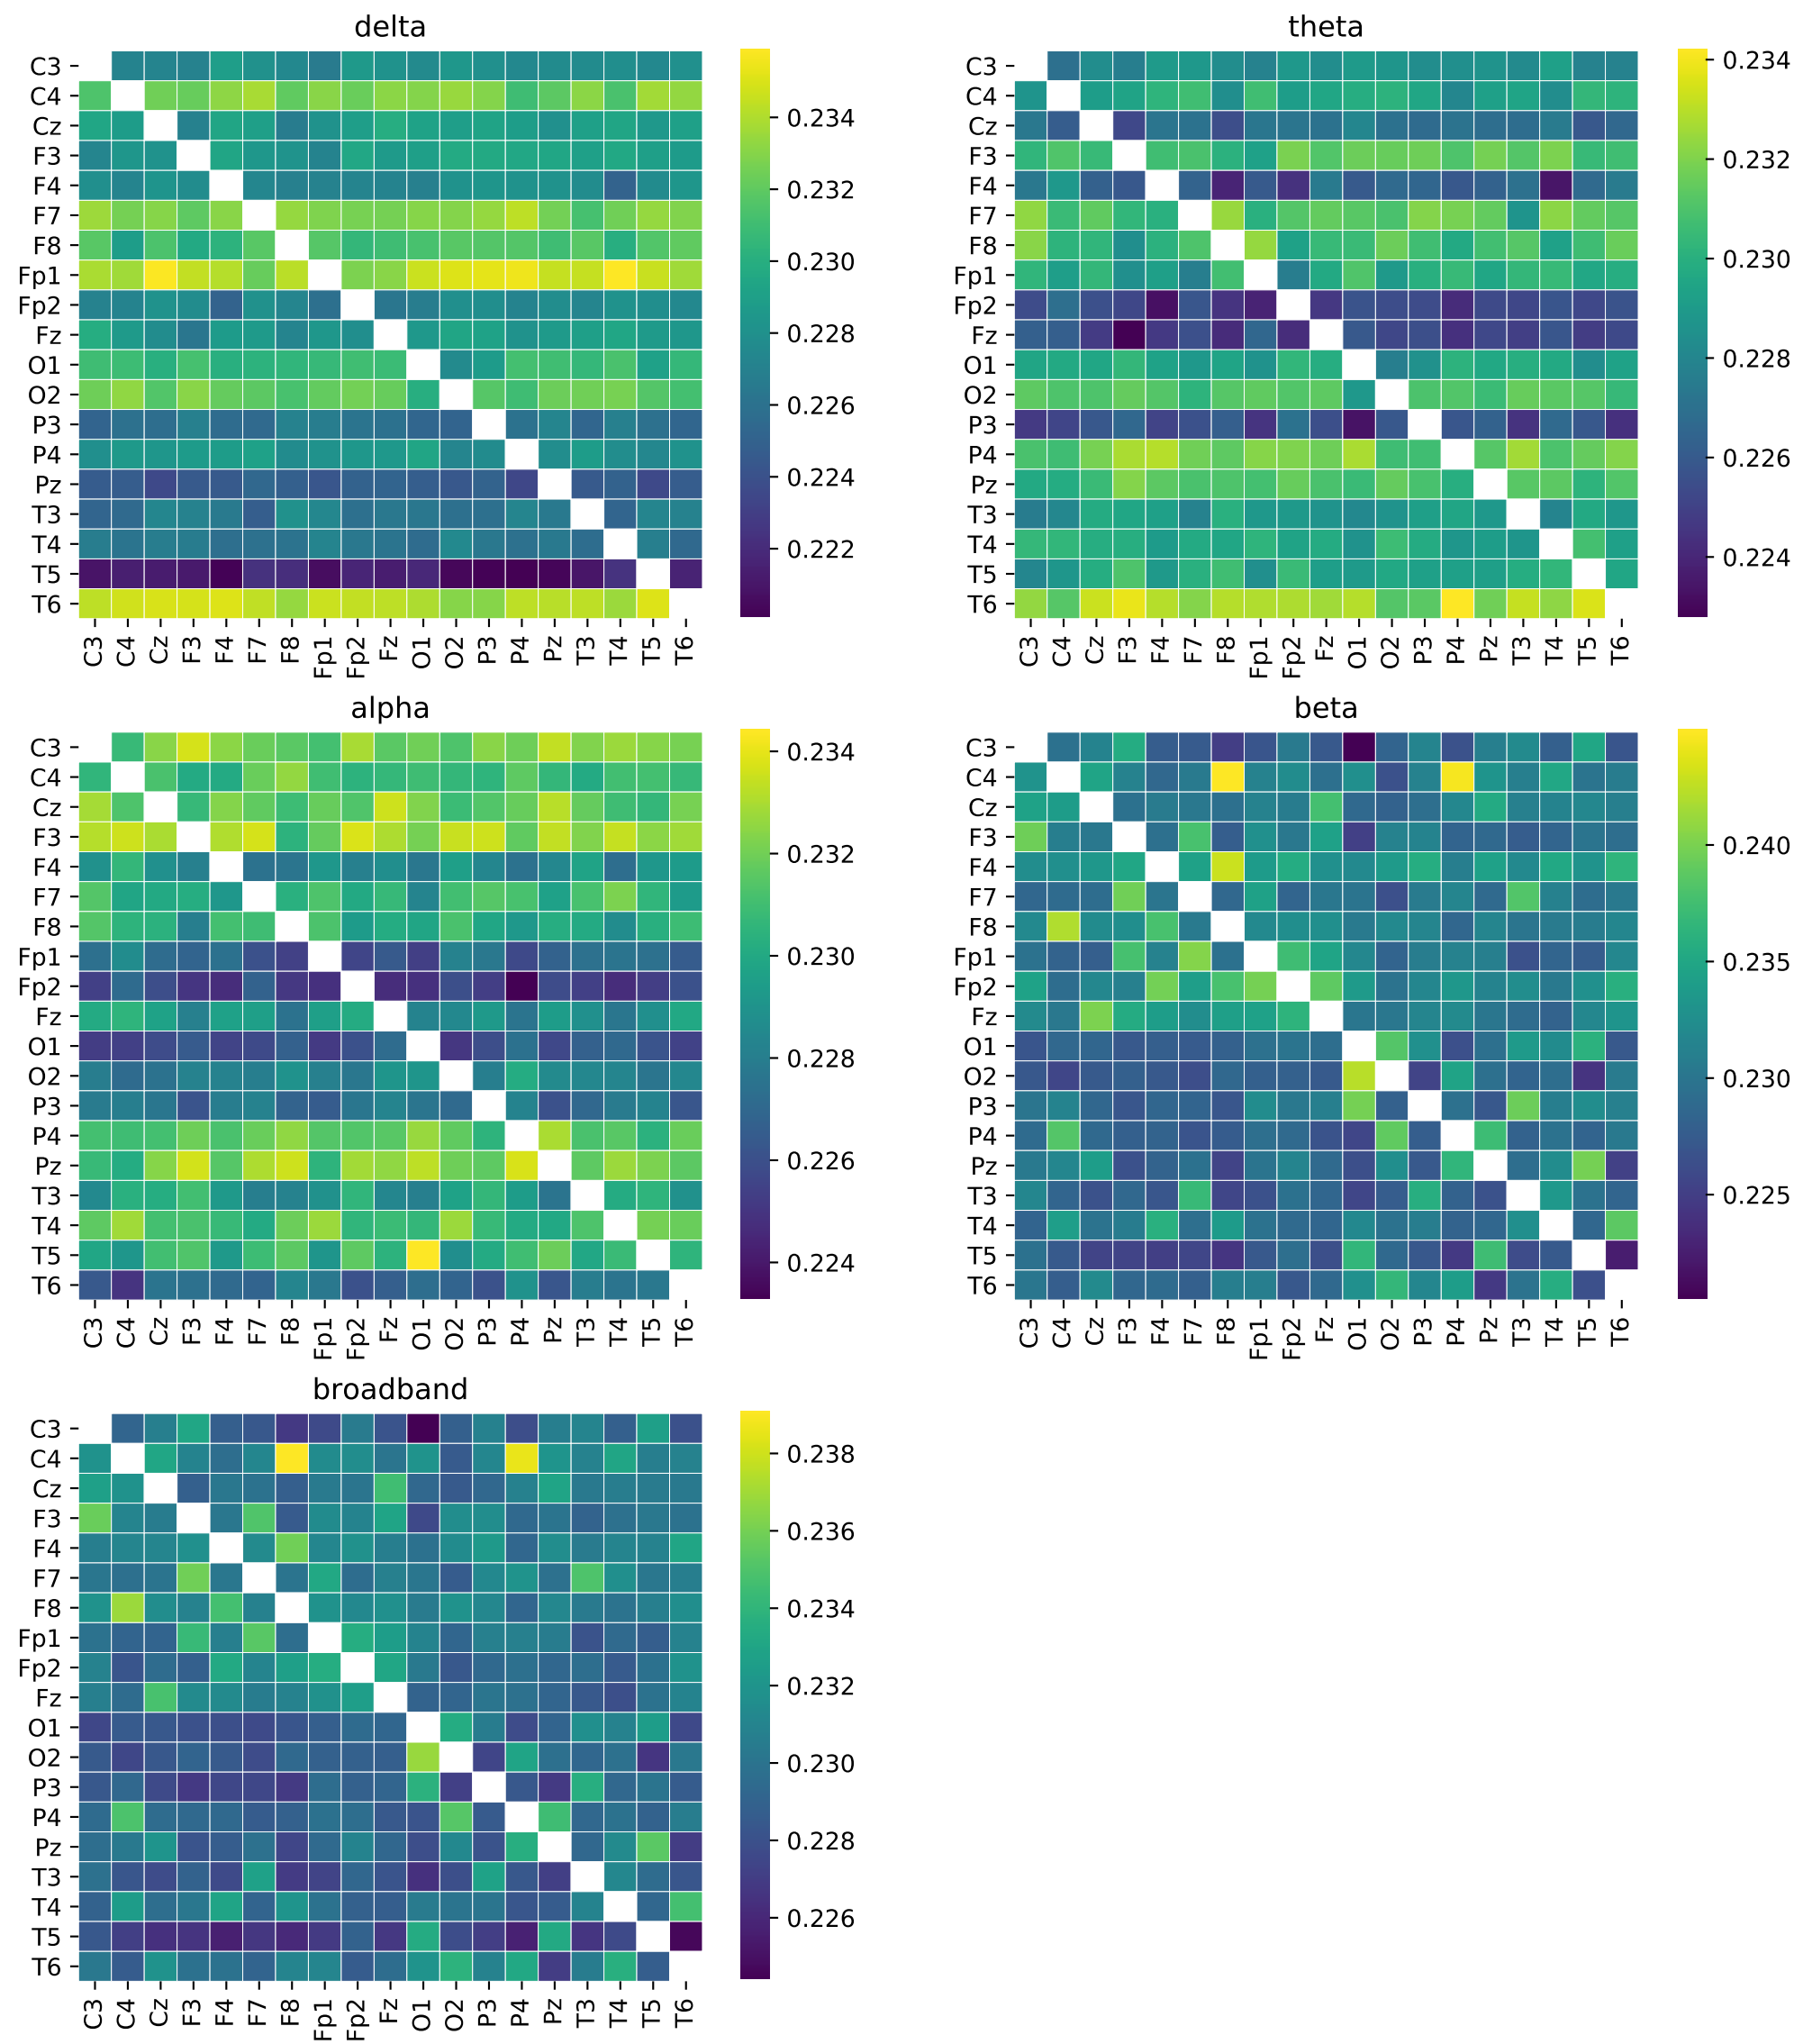 delta
C3
C4
Cz
F3
F4
F7
F8
Fp1
Fp2
Fz
O1
O2
P3
P4
Pz
T3
T4
T5
T6
C3 C4 Cz F3 F4 F7 F8 Fp1 Fp2 Fz O1 O2 P3 P4 Pz T3 T4 T5 T6
0.234
0.232
0.230
0.228
0.226
0.224
0.222
theta
C3
C4
Cz
F3
F4
F7
F8
Fp1
Fp2
Fz
O1
O2
P3
P4
Pz
T3
T4
T5
T6
C3 C4 Cz F3 F4 F7 F8 Fp1 Fp2 Fz O1 O2 P3 P4 Pz T3 T4 T5 T6
0.234
0.232
0.230
0.228
0.226
0.224
alpha
C3
C4
Cz
F3
F4
F7
F8
Fp1
Fp2
Fz
O1
O2
P3
P4
Pz
T3
T4
T5
T6
C3 C4 Cz F3 F4 F7 F8 Fp1 Fp2 Fz O1 O2 P3 P4 Pz T3 T4 T5 T6
0.234
0.232
0.230
0.228
0.226
0.224
beta
C3
C4
Cz
F3
F4
F7
F8
Fp1
Fp2
Fz
O1
O2
P3
P4
Pz
T3
T4
T5
T6
C3 C4 Cz F3 F4 F7 F8 Fp1 Fp2 Fz O1 O2 P3 P4 Pz T3 T4 T5 T6
0.240
0.235
0.230
0.225
broadband
C3
C4
Cz
F3
F4
F7
F8
Fp1
Fp2
Fz
O1
O2
P3
P4
Pz
T3
T4
T5
T6
C3 C4 Cz F3 F4 F7 F8 Fp1 Fp2 Fz O1 O2 P3 P4 Pz T3 T4 T5 T6
0.238
0.236
0.234
0.232
0.230
0.228
0.226